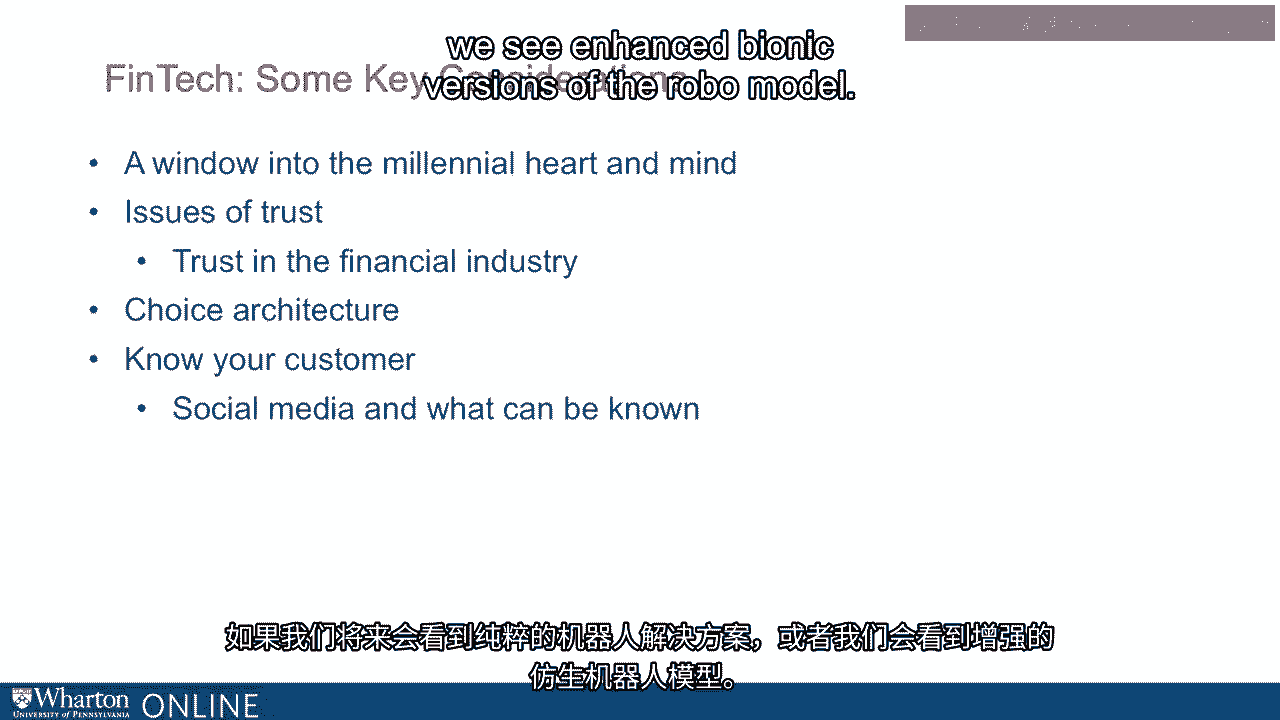 we see enhanced bionic
versions of the robo model.
FinTech: Some Key Considerations
• A window into the millennial heart and mind
• Issues of trust
• Trust in the financial industry
• Choice architecture
• Know your customer
• Social media and what can be known
如果我们将来会看到纯粹的机器人解决方案，或者我们会看到增强的
仿生机器人模型。
Wharton
UNIVERSITY of PENNSYLVANIA
ONLINE